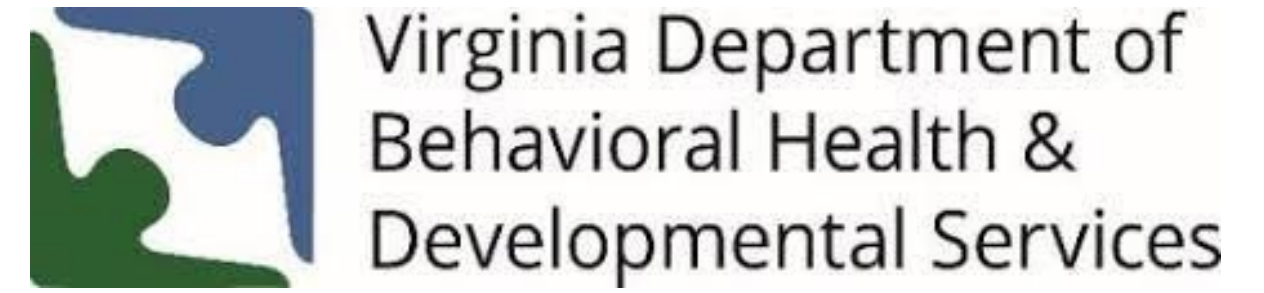 Virginia Department of
Behavioral Health &
Developmental Services